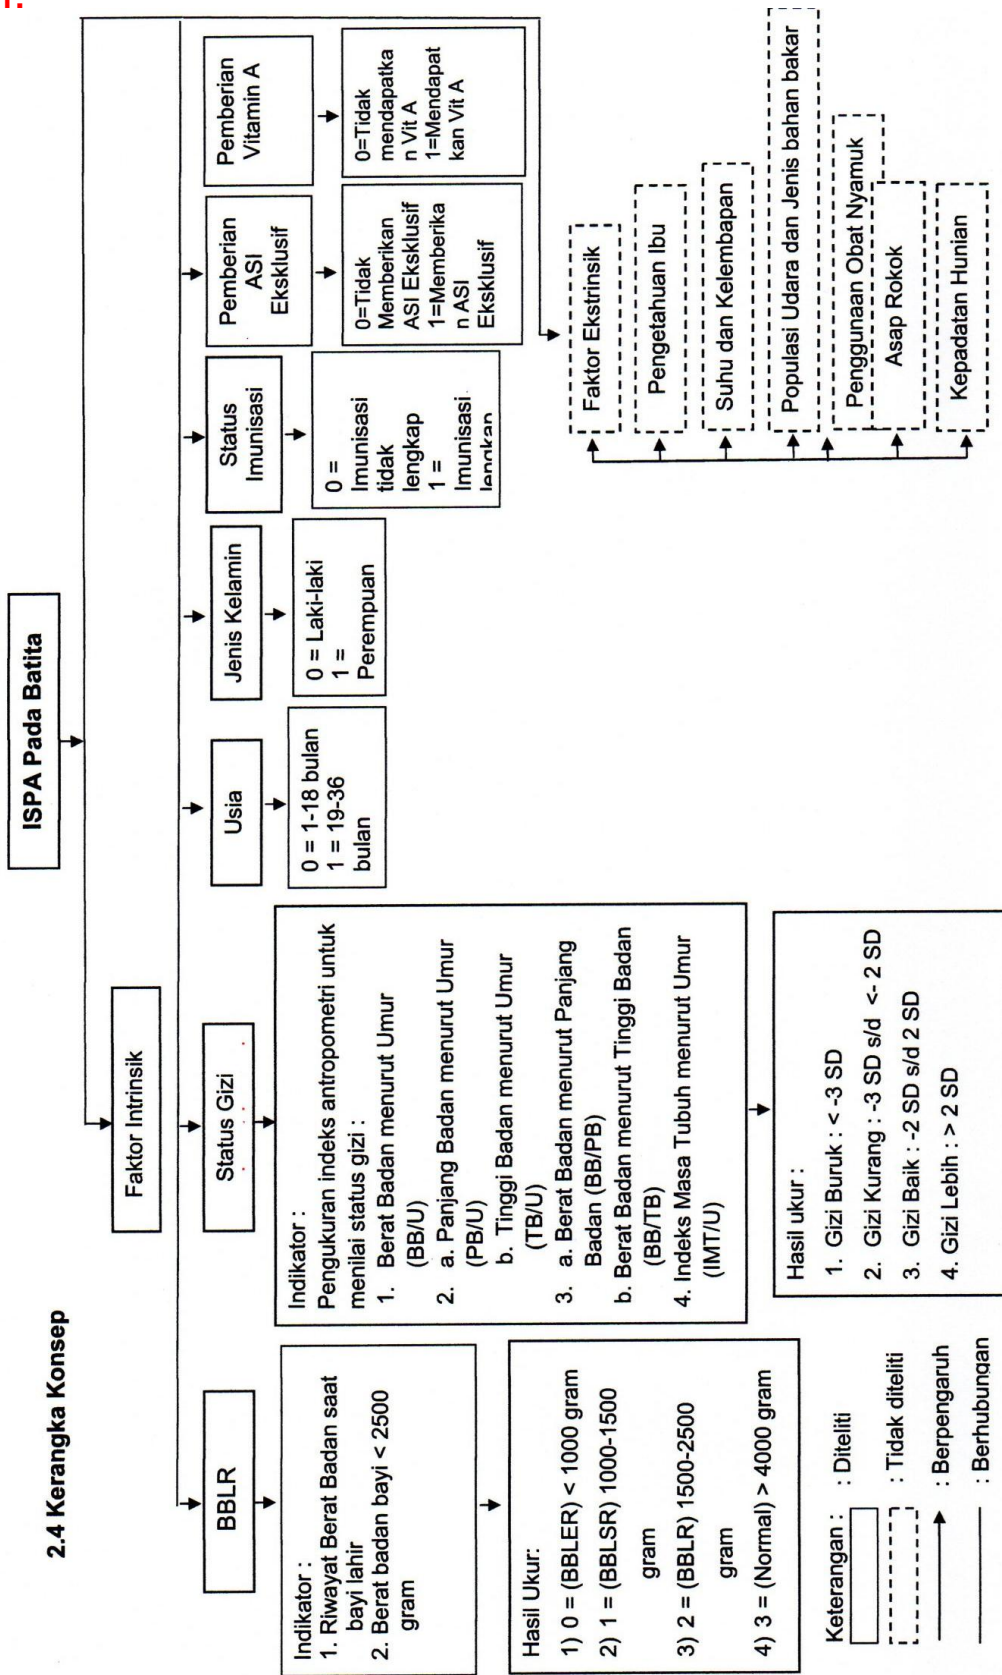 1.
2.4 Kerangka Konsep
ISPA Pada Batita
Faktor Intrinsik
BBLR
Indikator :
1. Riwayat Berat Badan saat
bayi lahir
2. Berat badan bayi < 2500
gram
Hasil Ukur:
1) 0 = (BBLER) < 1000 gram
2) 1 = (BBLSR) 1000-1500
gram
3) 2 = (BBLR) 1500-2500
gram
4) 3 = (Normal) > 4000 gram
Status Gizi
Indikator :
Pengukuran indeks antropometri untuk
menilai status gizi :
1. Berat Badan menurut Umur
(BB/U)
2. a. Panjang Badan menurut Umur
(PB/U)
b. Tinggi Badan menurut Umur
(TB/U)
3. a. Berat Badan menurut Panjang
Badan (BB/PB)
b. Berat Badan menurut Tinggi Badan
(BB/TB)
4. Indeks Masa Tubuh menurut Umur
(IMT/U)
Hasil ukur :
1. Gizi Buruk : < -3 SD
2. Gizi Kurang : -3 SD s/d <- 2 SD
3. Gizi Baik : -2 SD s/d 2 SD
4. Gizi Lebih : > 2 SD
Usia
0 = 1-18 bulan
1 = 19-36
bulan
Jenis Kelamin
0 = Laki-laki
1 =
Perempuan
Status
Imunisasi
0 =
Imunisasi
tidak
lengkap
1 =
Imunisasi
lengkap
Pemberian
ASI
Eksklusif
0=Tidak
Memberikan
ASI Eksklusif
1=Memberika
n ASI
Eksklusif
Pemberian
Vitamin A
0=Tidak
mendapatka
n Vit A
1=Mendapat
kan Vit A
Faktor Ekstrinsik
Pengetahuan Ibu
Suhu dan Kelembapan
Populasi Udara dan Jenis bahan bakar
Penggunaan Obat Nyamuk
Asap Rokok
Kepadatan Hunian
Keterangan :
: Diteliti
: Tidak diteliti
: Berpengaruh
: Berhubungan